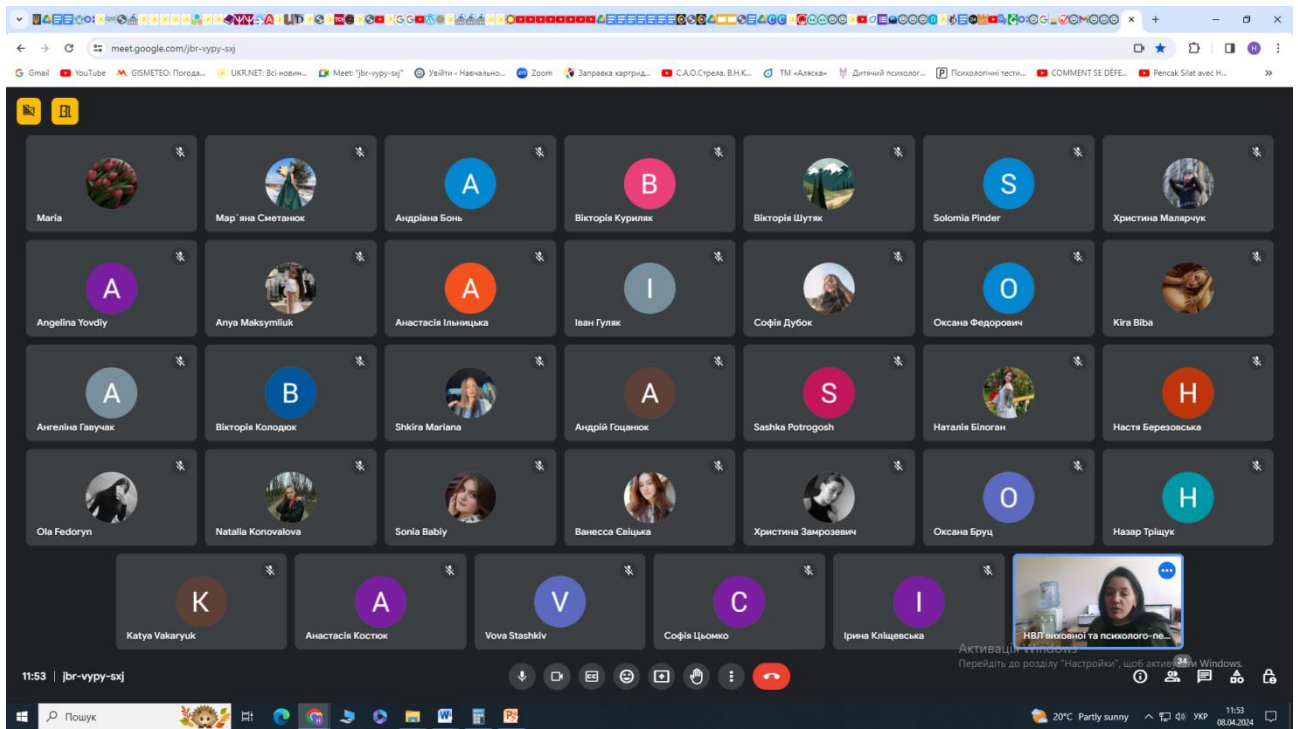 meet.google.com/jbr-vypy-sxj
Gmail YouTube GISMETEO: Погода... UKR.NET: Всі новин... Meet: "jbr-vypy-sxj" Увійти - Навчально... Zoom Заправка картрид... С.А.О.Стрела. В.Н.К... ТМ «Аляска» Дитячий психолог... Психологічні тести... COMMENT SE DÉFE... Pencak Silat avec H...
Maria Мар`яна Сметанюк Андріана Бонь Вікторія Куриляк Вікторія Шутяк Solomia Pinder Христина Малярчук
A B S
Angelina Yovdiy Anya Maksymliuk Анастасія Ільницька Іван Гуляк Софія Дубок Оксана Федорович Kira Biba
A A I O
Ангеліна Гавучак Вікторія Колодюк Shkira Mariana Андрій Гоцанюк Sashka Potrogosh Наталія Білоган Настя Березовська
A B A S Н
Ola Fedoryn Natalia Konovalova Sonia Babiy Ванесса Євіцька Христина Замрозевич Оксана Бруц Назар Тріщук
O Н
Katya Vakaryuk Анастасія Костюк Vova Stashkiv Софія Цьомко Ірина Кліщевська НВЛ виховної та психолого-пе...
K A V С І
Активація Windows
Перейдіть до розділу "Настройки", щоб активувати Windows.
11:53 | jbr-vypy-sxj
34
Пошук
20°C Partly sunny УКР 11:53
08.04.2024